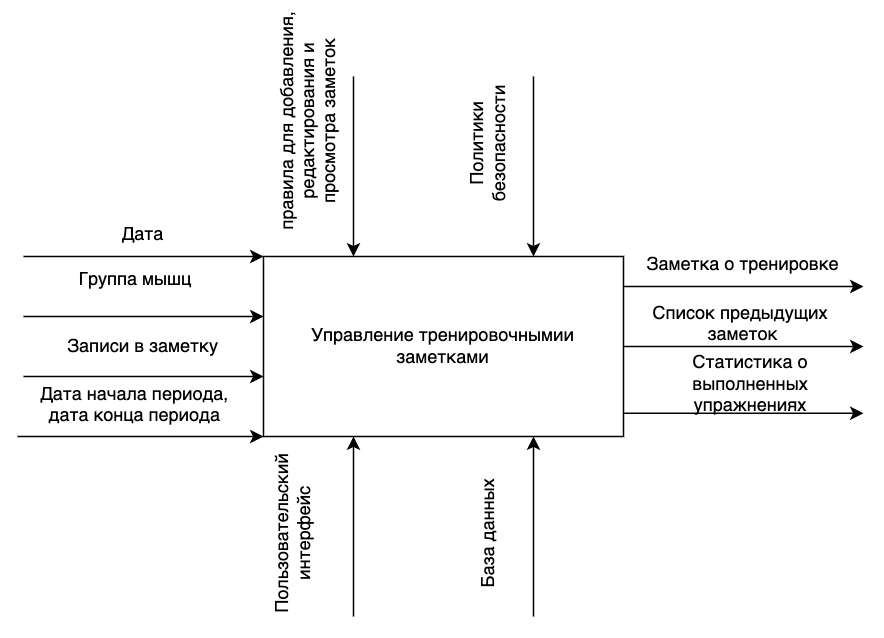 правила для добавления,
редактирования и
просмотра заметок
Политики
безопасности
Дата
Группа мышц
Записи в заметку
Дата начала периода,
дата конца периода
Управление тренировочнымии
заметками
Заметка о тренировке
Список предыдущих
заметок
Статистика о
выполненных
упражнениях
Пользовательский
интерфейс
База данных